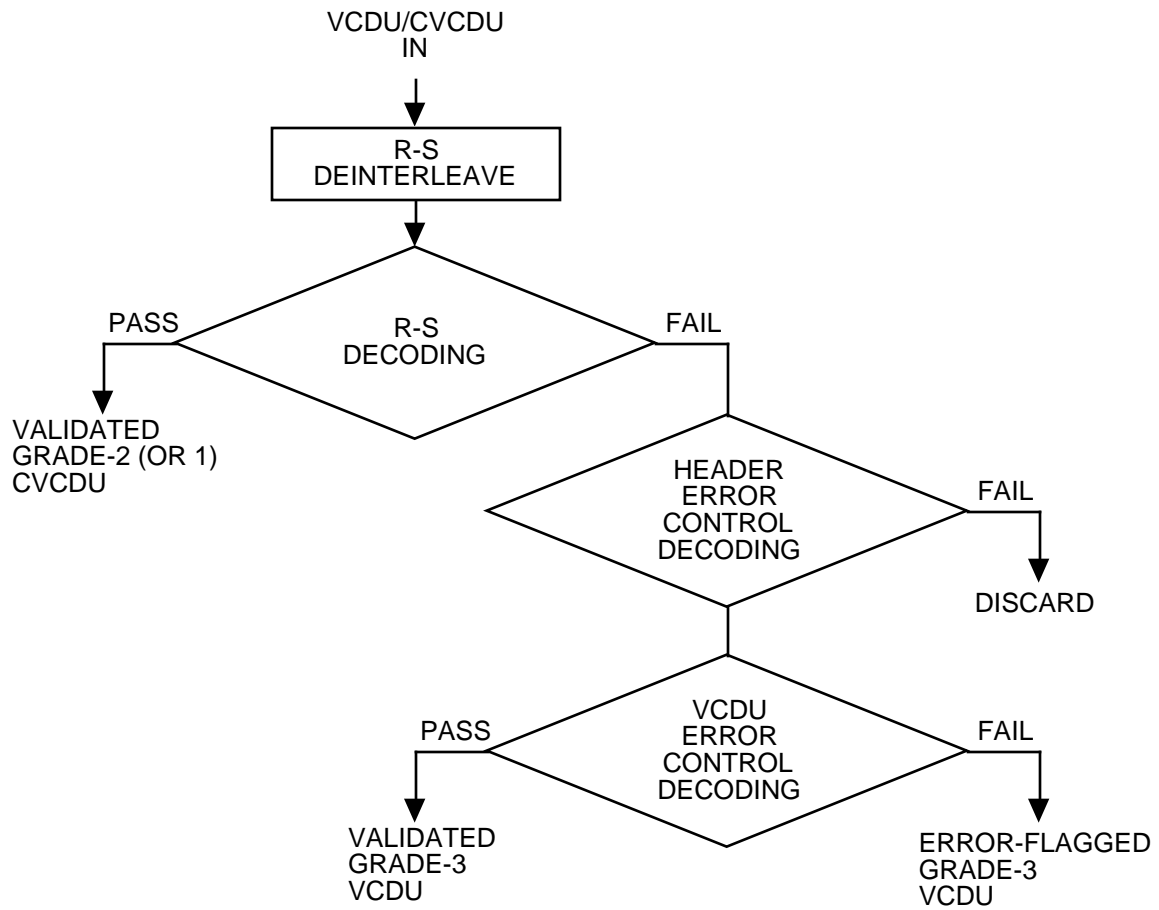 VCDU/CVCDU
IN
R-S
DEINTERLEAVE
PASS
R-S
DECODING
FAIL
VALIDATED
GRADE-2 (OR 1)
CVCDU
HEADER
ERROR
CONTROL
DECODING
FAIL
DISCARD
PASS
VCDU
ERROR
CONTROL
DECODING
FAIL
VALIDATED
GRADE-3
VCDU
ERROR-FLAGGED
GRADE-3
VCDU